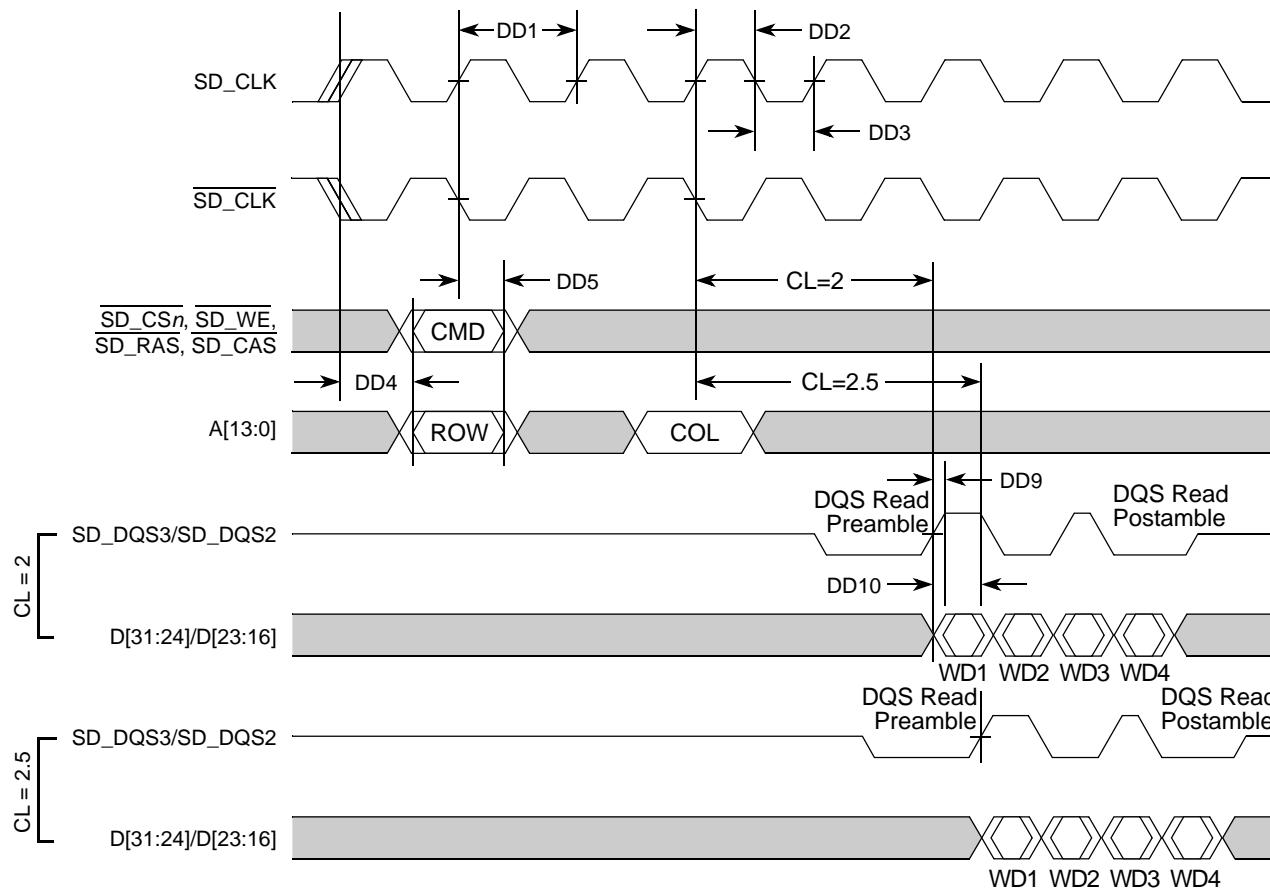 DD1
DD2
SD_CLK
DD3
SD_CLK
DD5
CL=2
SD_CSn, SD_WE,
SD_RAS, SD_CAS
CMD
DD4
CL=2.5
A[13:0]
ROW
COL
DD9
DQS Read
Preamble
DQS Read
Postamble
CL = 2
SD_DQS3/SD_DQS2
DD10
D[31:24]/D[23:16]
WD1 WD2 WD3 WD4
DQS Read
Preamble
DQS Read
Postamble
CL = 2.5
SD_DQS3/SD_DQS2
D[31:24]/D[23:16]
WD1 WD2 WD3 WD4